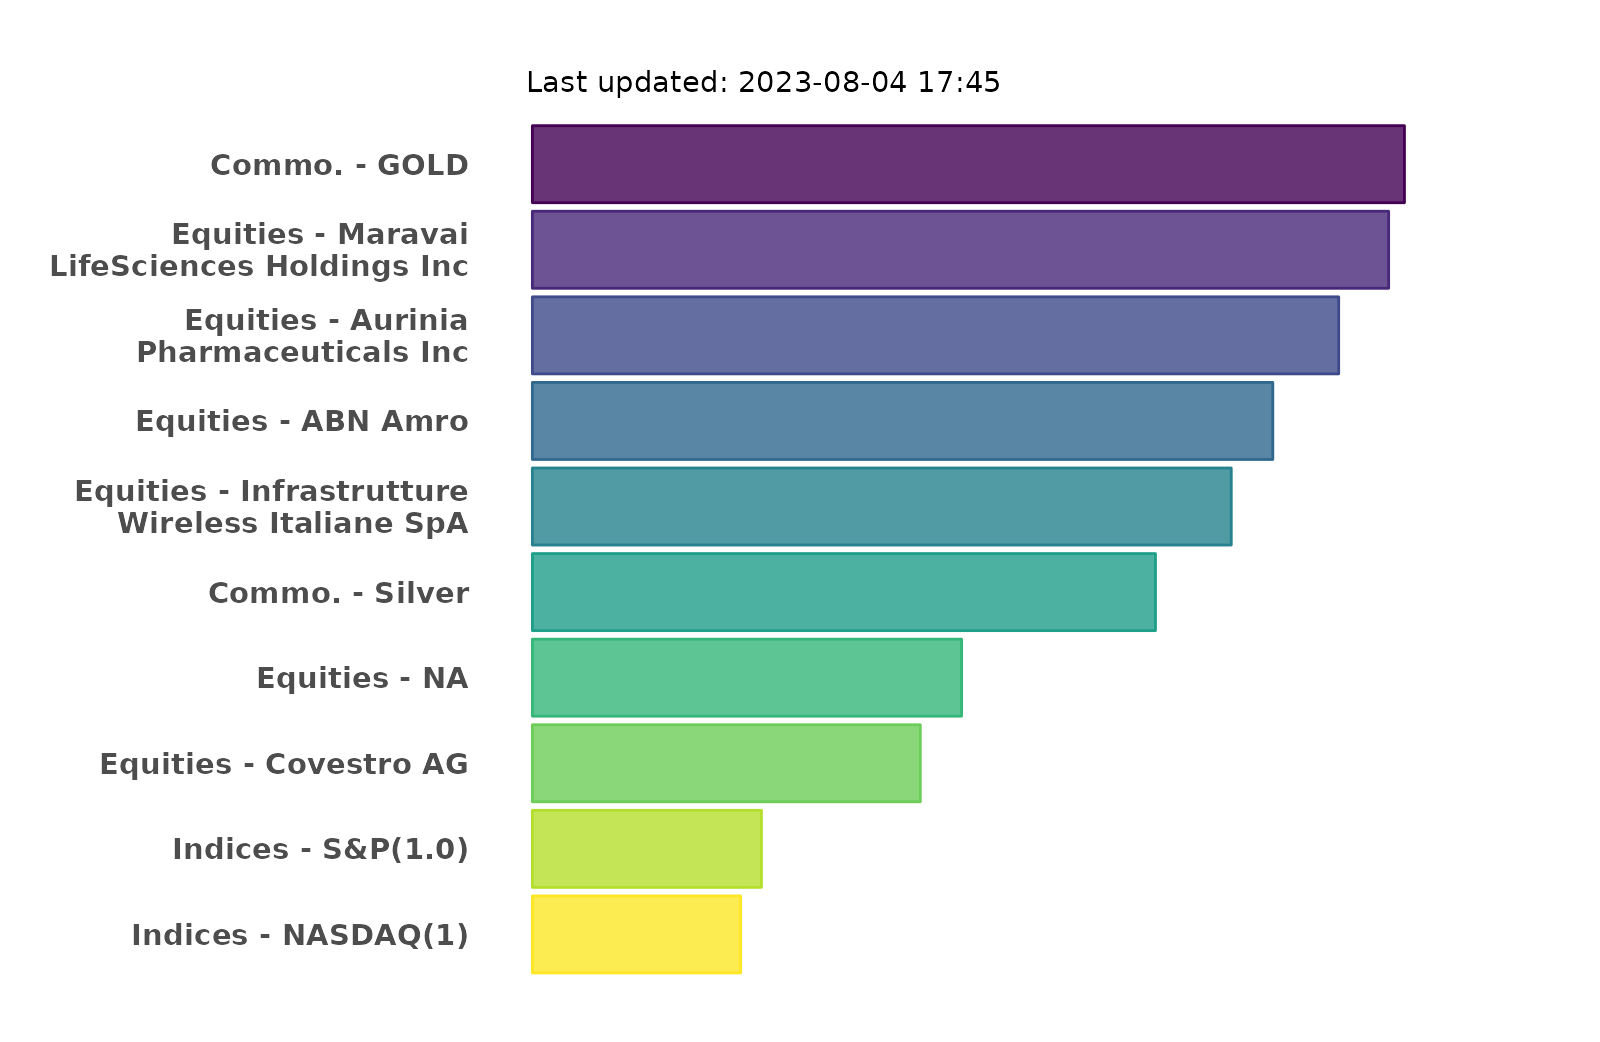 Last updated: 2023-08-04 17:45
Commo. - GOLD
Equities - Maravai
LifeSciences Holdings Inc
Equities - Aurinia
Pharmaceuticals Inc
Equities - ABN Amro
Equities - Infrastrutture
Wireless Italiane SpA
Commo. - Silver
Equities - NA
Equities - Covestro AG
Indices - S&P(1.0)
Indices - NASDAQ(1)